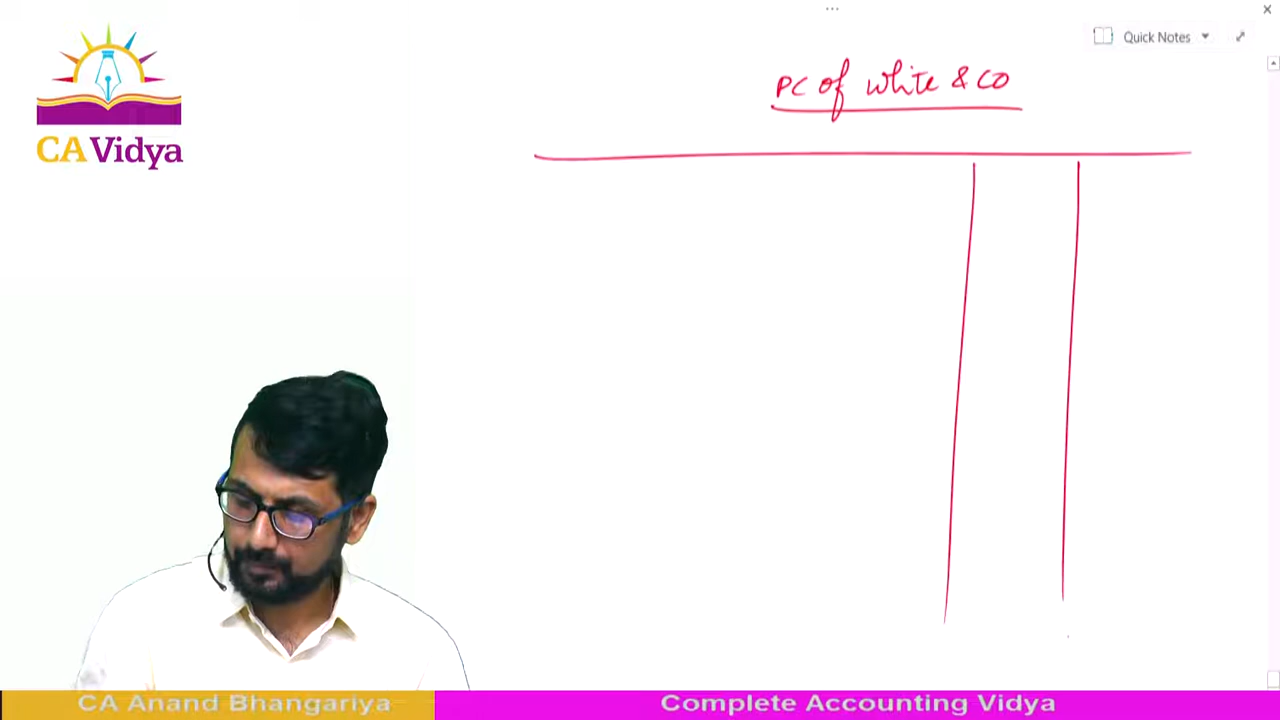 Quick Notes
PC of white & CO
CA Vidya
CA Anand Bhangariya
Complete Accounting Vidya